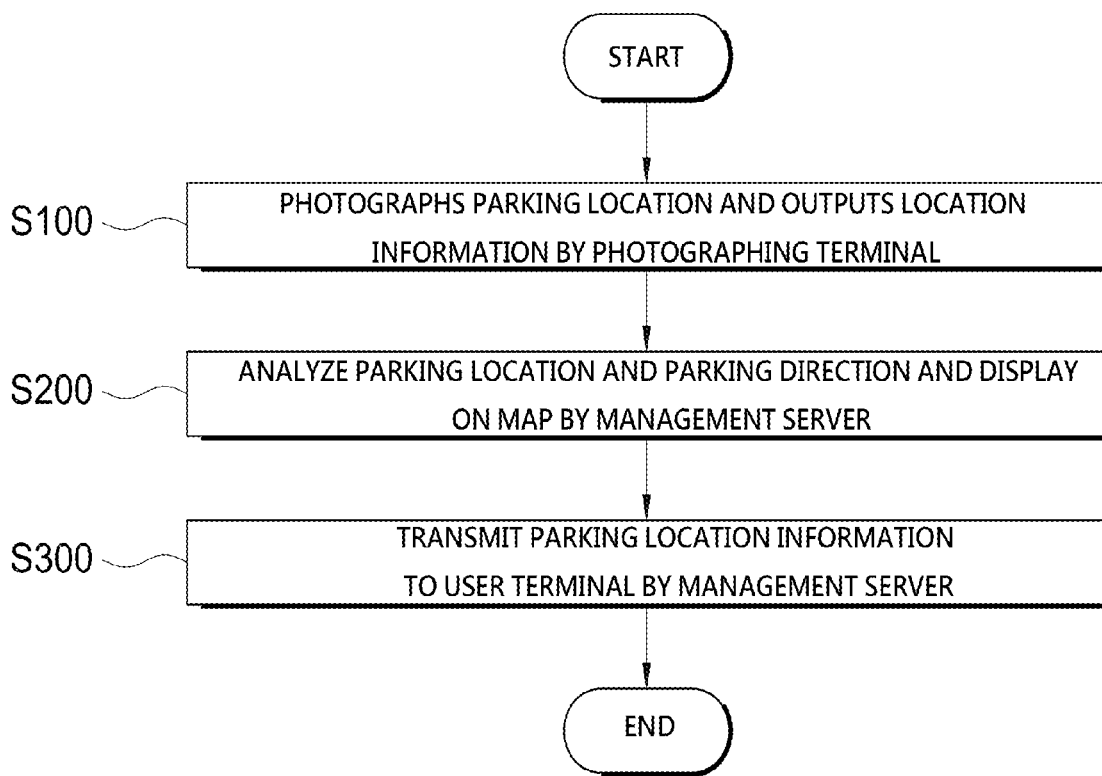 START
S100
PHOTOGRAPHS PARKING LOCATION AND OUTPUTS LOCATION
INFORMATION BY PHOTOGRAPHING TERMINAL
S200
ANALYZE PARKING LOCATION AND PARKING DIRECTION AND DISPLAY
ON MAP BY MANAGEMENT SERVER
S300
TRANSMIT PARKING LOCATION INFORMATION
TO USER TERMINAL BY MANAGEMENT SERVER
END